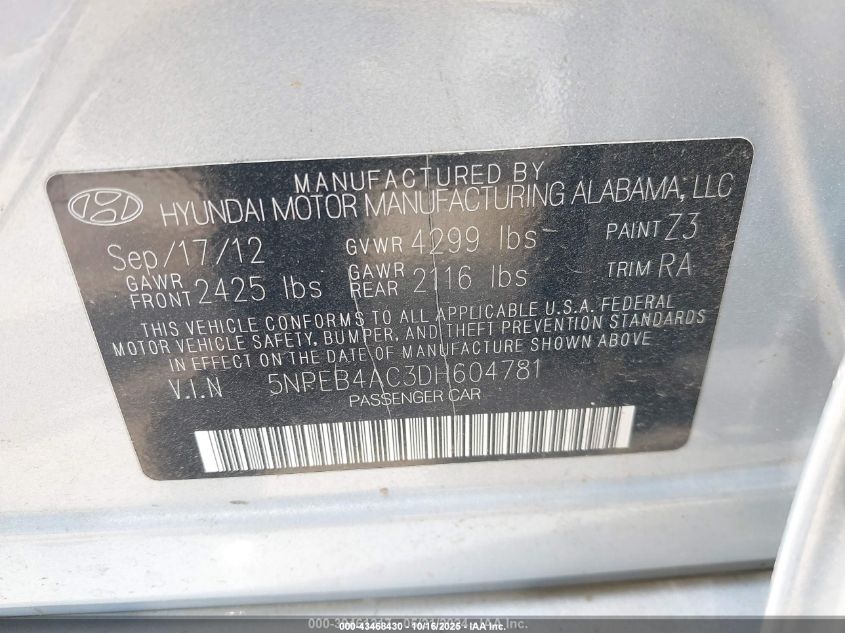 MANUFACTURED BY
HYUNDAI MOTOR MANUFACTURING ALABAMA, LLC
Sep/17/12 GVWR 4299 lbs PAINT Z3
GAWR FRONT 2425 lbs GAWR REAR 2116 lbs TRIM RA
THIS VEHICLE CONFORMS TO ALL APPLICABLE U.S.A. FEDERAL
MOTOR VEHICLE SAFETY, BUMPER, AND THEFT PREVENTION STANDARDS
IN EFFECT ON THE DATE OF MANUFACTURE SHOWN ABOVE
V.I.N 5NPEB4AC3DH604781
PASSENGER CAR
000-43468430 - 10/16/2025 - IAA Inc.